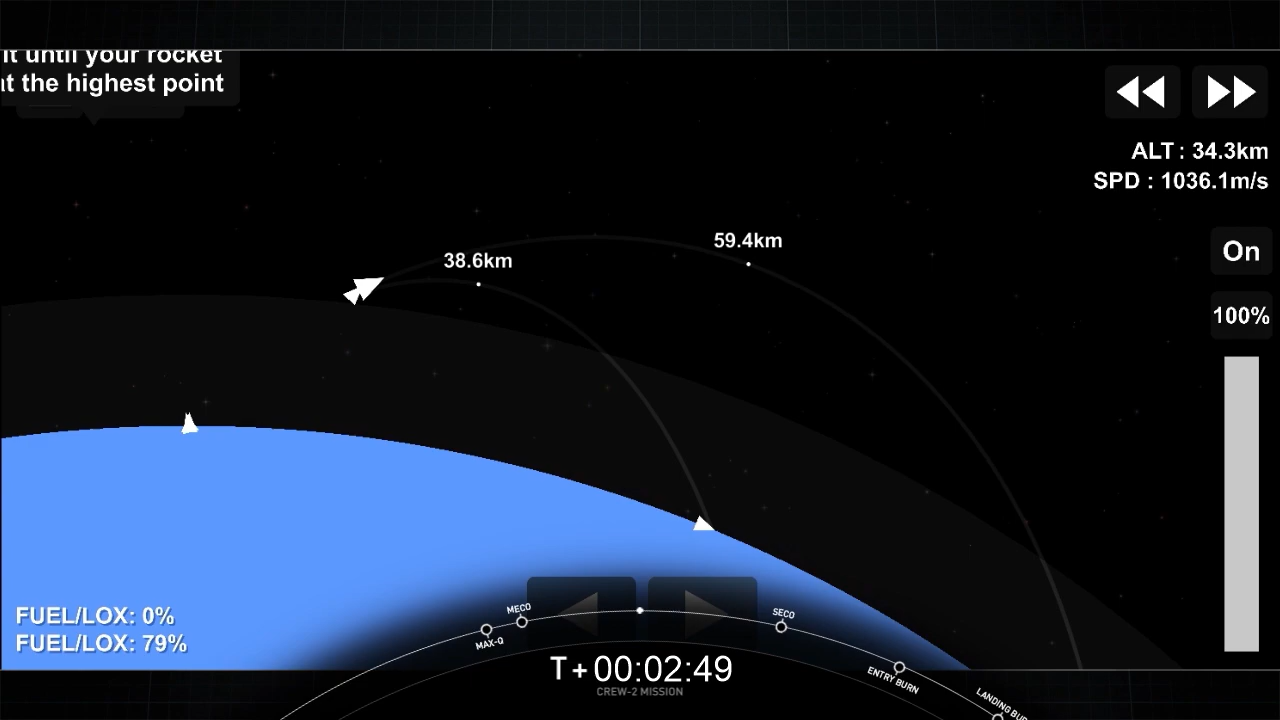 it until your rocket
at the highest point
ALT : 34.3km
SPD : 1036.1m/s
59.4km
38.6km
On
100%
FUEL/LOX: 0%
FUEL/LOX: 79%
MAX-Q
MECO
SECO
ENTRY BURN
LANDING BU
T+00:02:49
CREW-2 MISSION